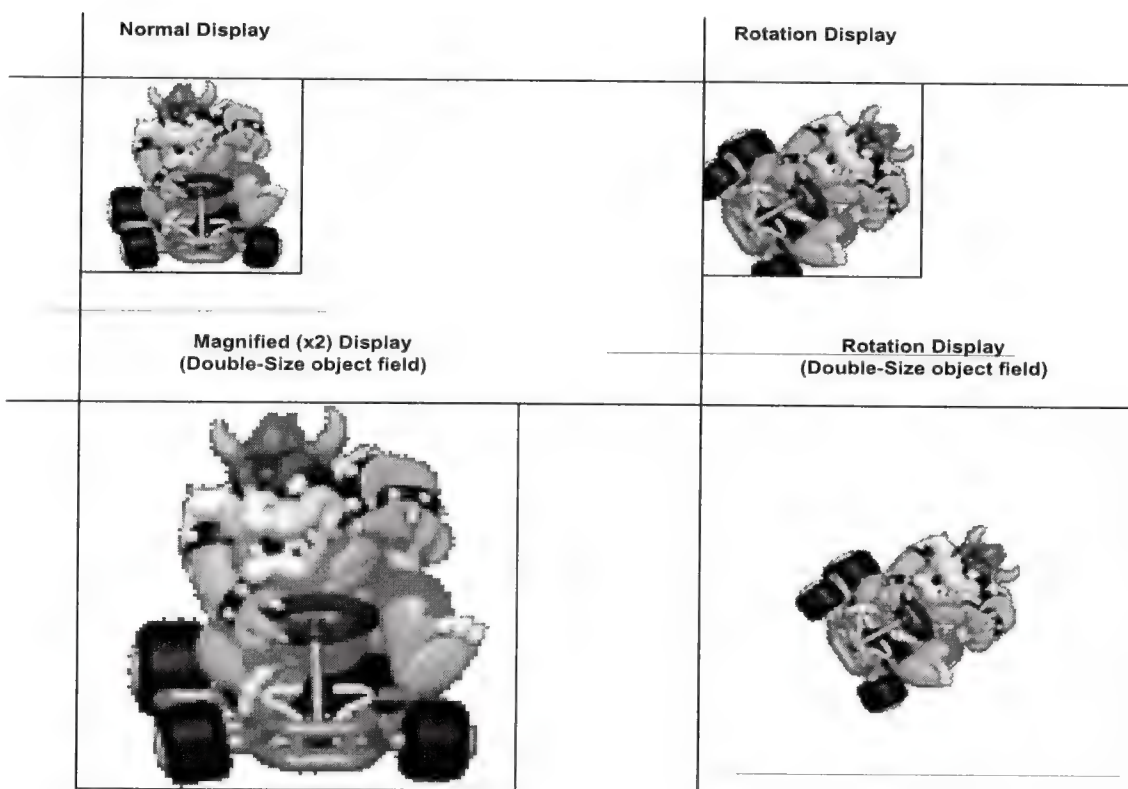 Normal Display
Rotation Display
Magnified (x2) Display
(Double-Size object field)
Rotation Display
(Double-Size object field)